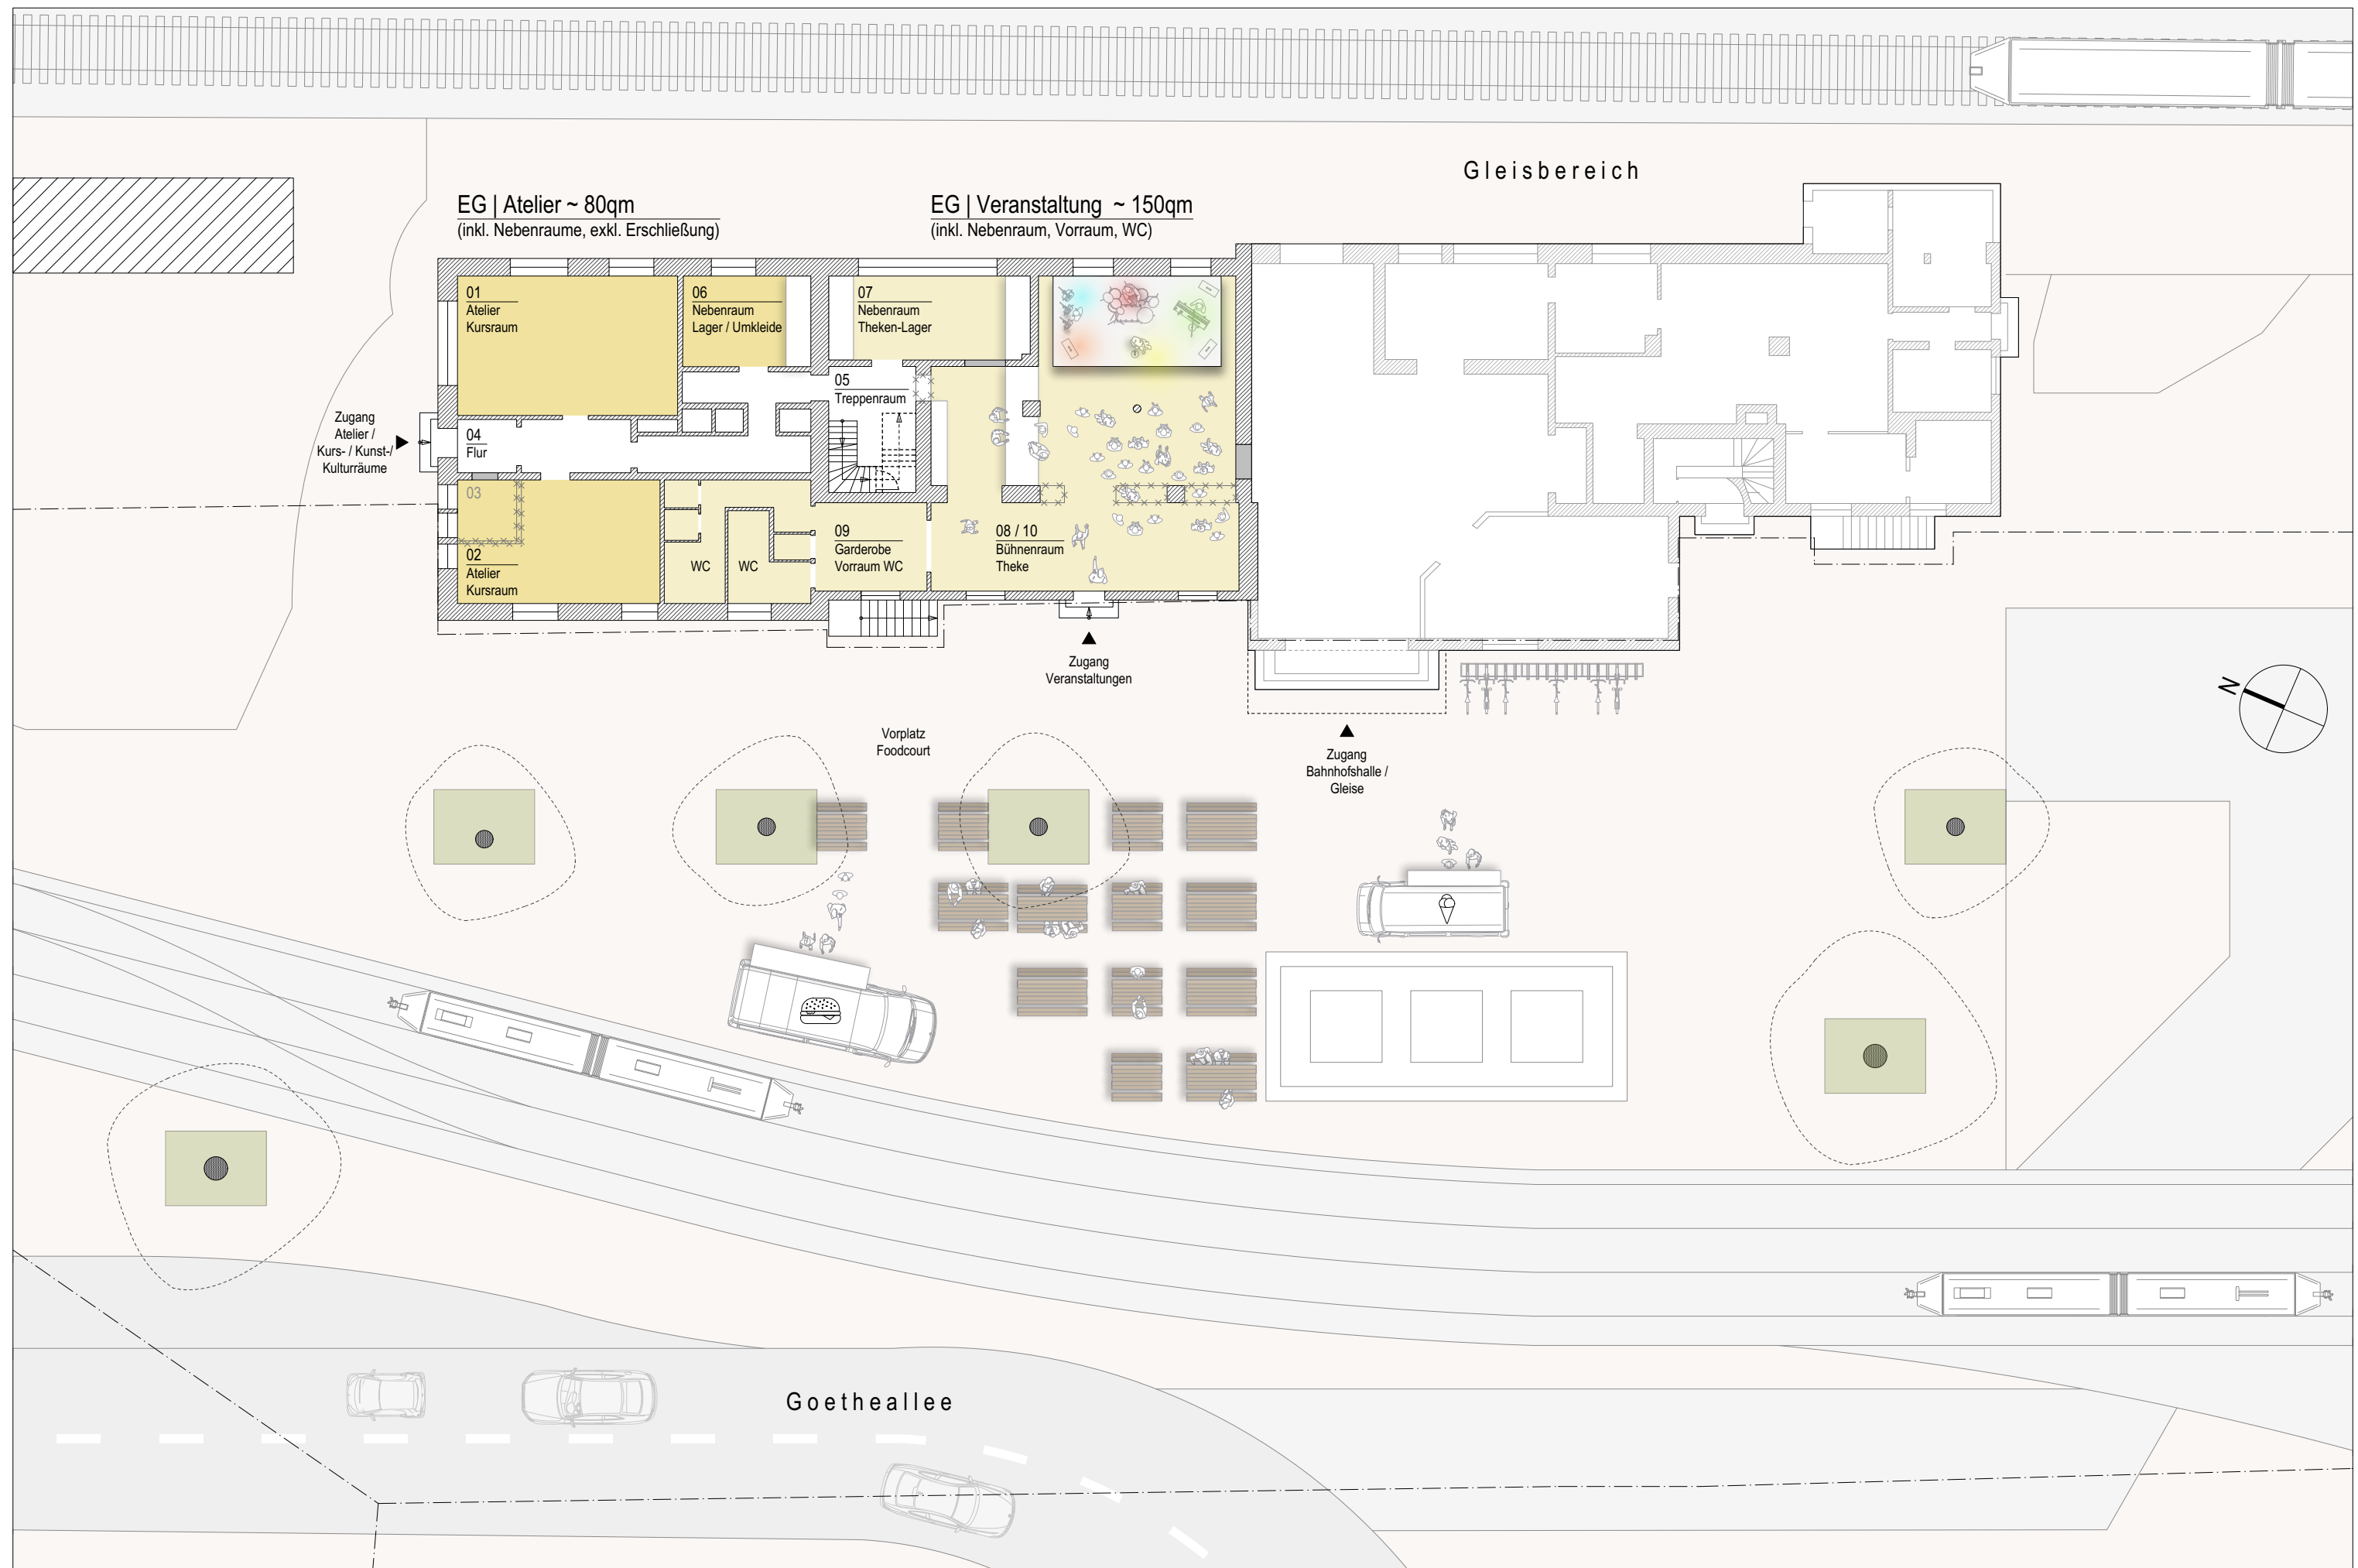 Gleisbereich
EG | Atelier ~ 80qm
(inkl. Nebenraume, exkl. Erschließung)
EG | Veranstaltung ~ 150qm
(inkl. Nebenraum, Vorraum, WC)
01
Atelier
Kursraum
06
Nebenraum
Lager / Umkleide
07
Nebenraum
Theken-Lager
05
Treppenraum
Zugang
Atelier /
Kurs- / Kunst-/
Kulturräume
04
Flur
03
02
Atelier
Kursraum
WC
WC
09
Garderobe
Vorraum WC
08 / 10
Bühnenraum
Theke
Zugang
Veranstaltungen
N
Vorplatz
Foodcourt
Zugang
Bahnhofshalle /
Gleise
Goetheallee